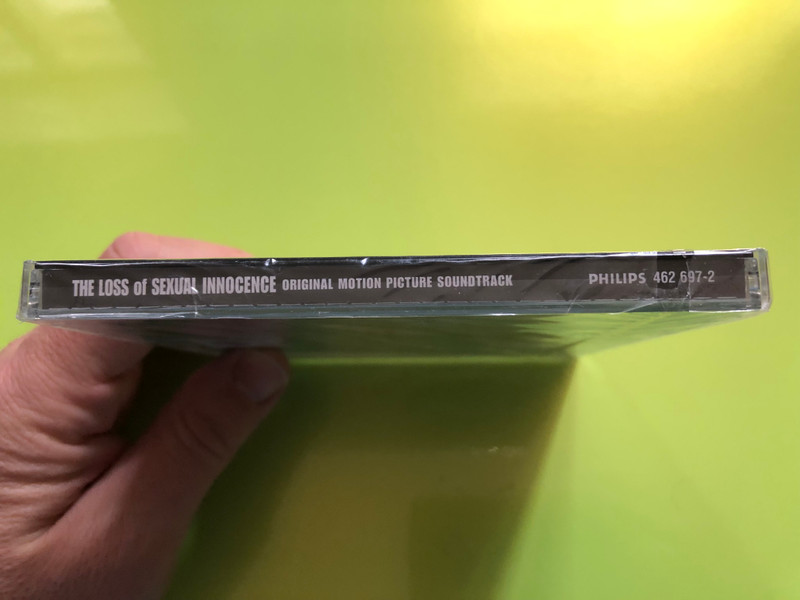 THE LOSS of SEXUAL INNOCENCE ORIGINAL MOTION PICTURE SOUNDTRACK PHILIPS 462 697-2